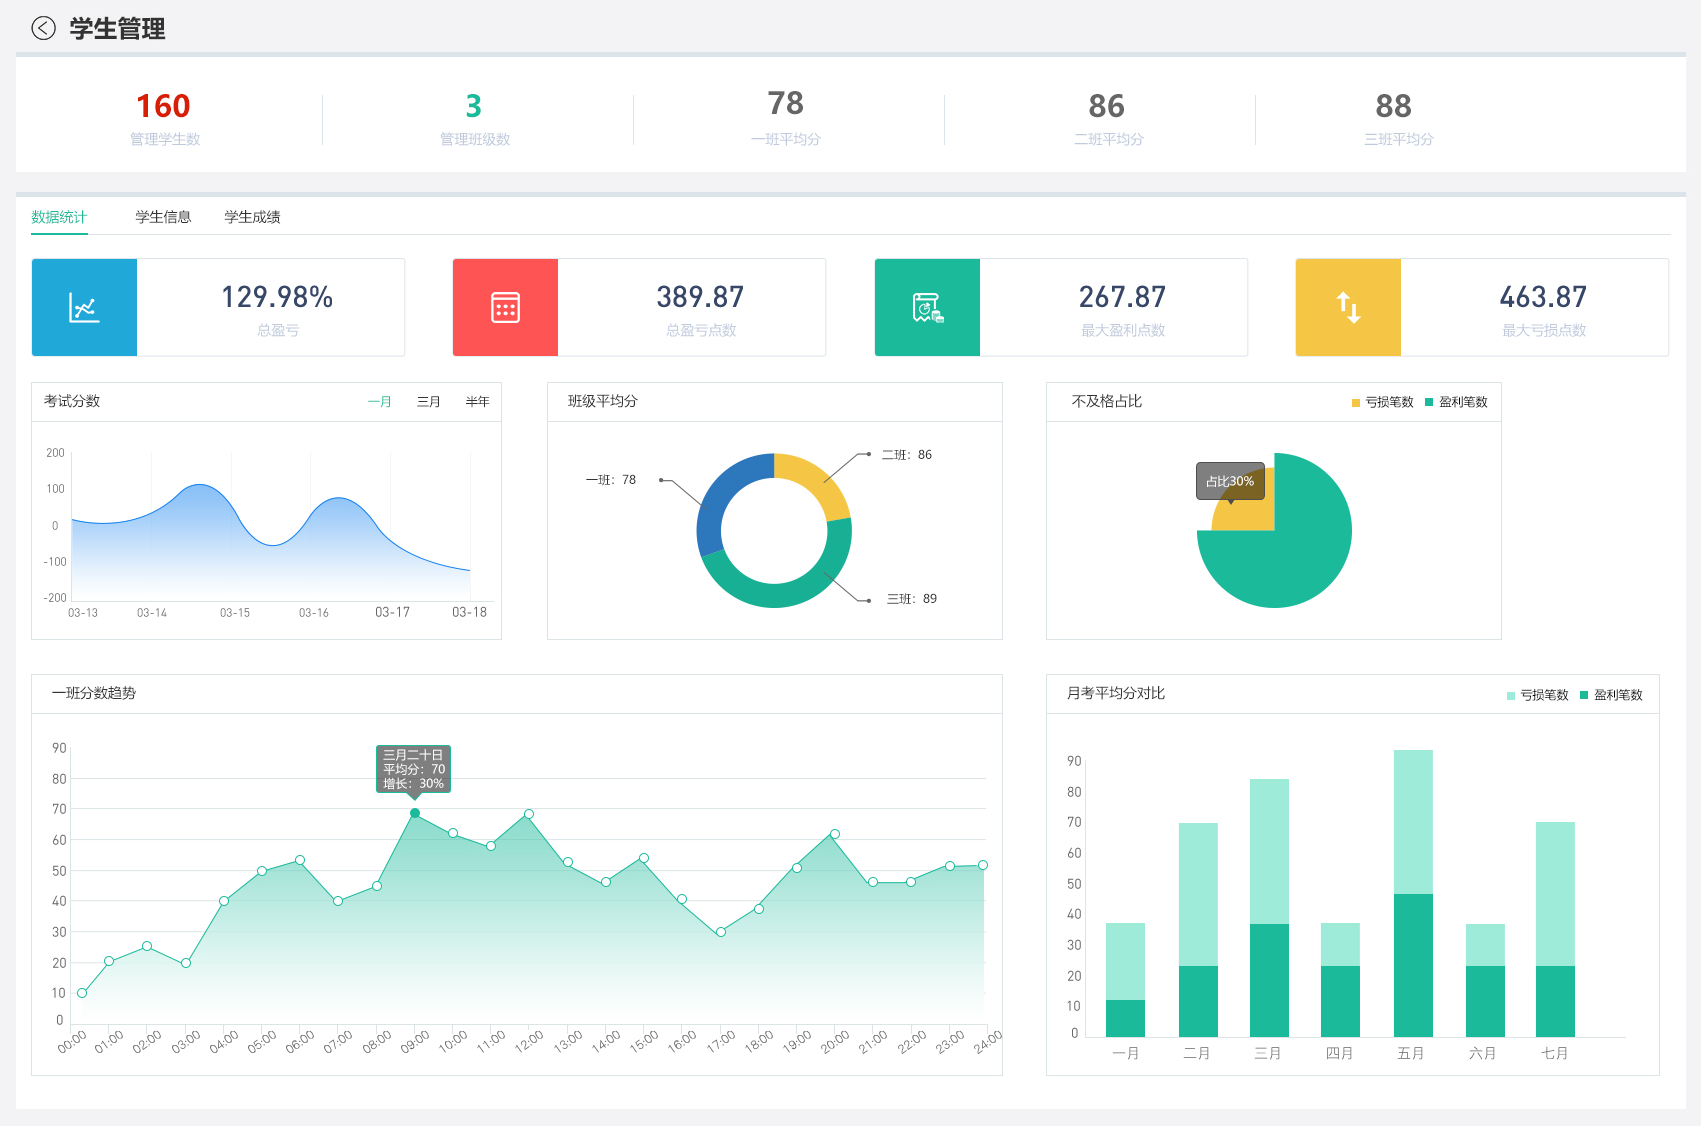 学生管理
160
管理学生数
3
管理班级数
78
一班平均分
86
二班平均分
88
三班平均分
数据统计 学生信息 学生成绩
129.98%
总盈亏
389.87
总盈亏点数
267.87
最大盈利点数
463.87
最大亏损点数
考试分数 一月 三月 半年
200
100
0
-100
-200
03-13 03-14 03-15 03-16 03-17 03-18
班级平均分
二班：86
一班：78
三班：89
不及格占比 亏损笔数 盈利笔数
占比30%
一班分数趋势
三月二十日
平均分：70
增长：30%
90
80
70
60
50
40
30
20
10
0
00:00 01:00 02:00 03:00 04:00 05:00 06:00 07:00 08:00 09:00 10:00 11:00 12:00 13:00 14:00 15:00 16:00 17:00 18:00 19:00 20:00 21:00 22:00 23:00 24:00
月考平均分对比 亏损笔数 盈利笔数
90
80
70
60
50
40
30
20
10
0
一月 二月 三月 四月 五月 六月 七月